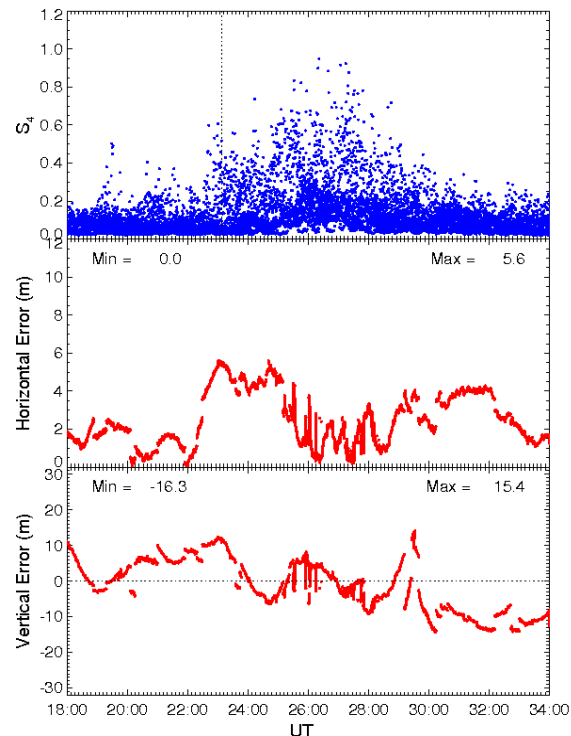 1.2
1.0
0.8
0.6
0.4
0.2
0.0
S4
12
10
8
6
4
2
0
Horizontal Error (m)
Min = 0.0
Max = 5.6
30
20
10
0
-10
-20
-30
Vertical Error (m)
Min = -16.3
Max = 15.4
18:00 20:00 22:00 24:00 26:00 28:00 30:00 32:00 34:00
UT